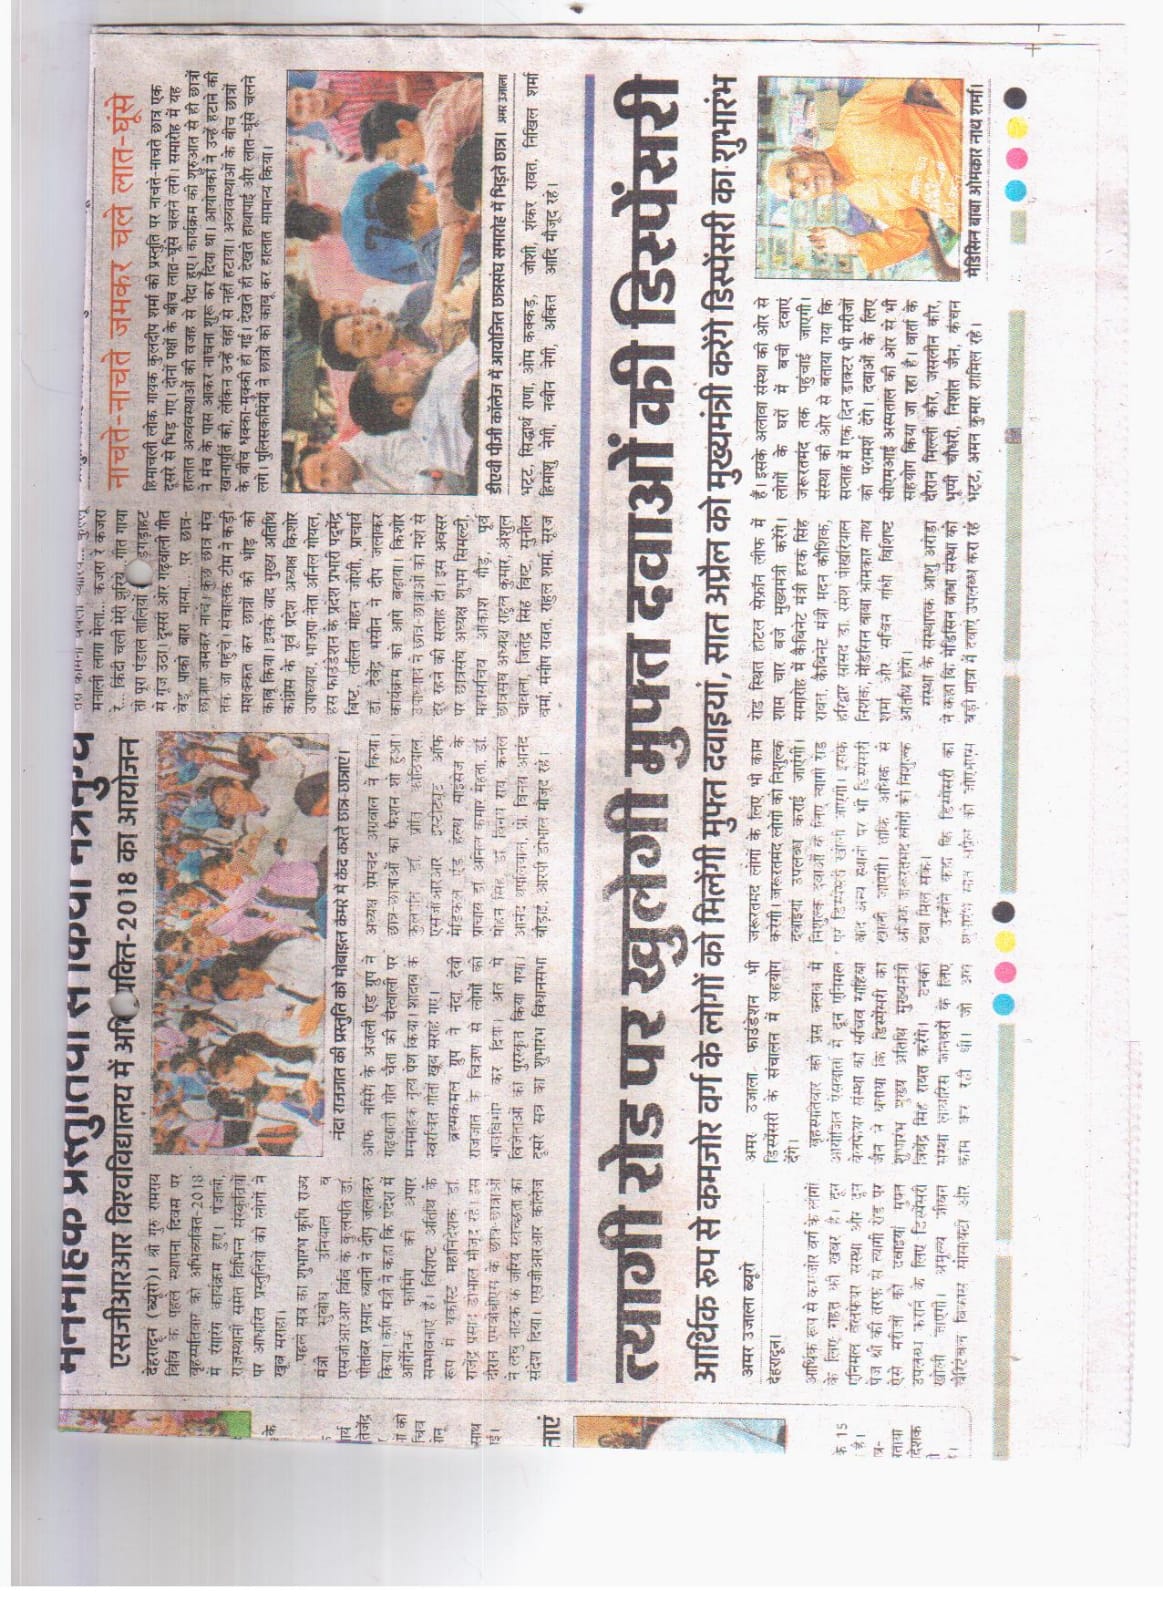 मनमोहक प्रस्तुतियों से किया मंत्रमुग्ध
एसजीआरआर विश्वविद्यालय में अभि यक्ति-2018 का आयोजन
देहरादून (ब्यूरो)। श्री गुरु रामराय
विवि के पहले स्थापना दिवस पर
बृहस्पतिवार को अभिव्यक्ति-2018
में रंगारंग कार्यक्रम हुए। पंजाबी,
राजस्थानी समेत विभिन्न संस्कृतियों
पर आधारित प्रस्तुतियों को लोगों ने
खूब सराहा।
पहले सत्र का शुभारंभ कृषि राज्य
मंत्री सुबोध उनियाल व
एसजीआरआर विवि के कुलपति डॉ.
पीतांबर प्रसाद ध्यानी ने दीप जलाकर
किया। कृषि मंत्री ने कहा कि प्रदेश में
ऑर्गेनिक फार्मिंग की अपार
सम्भावनाएं हैं। विशिष्ट अतिथि के
रूप में यकॉस्ट महानिदेशक डॉ.
राजेंद्र प्रसाद डोभाल मौजूद रहे। इस
दौरान एमबीबीएस के छात्र-छात्राओं
ने लघु नाटक के जरिये स्वच्छता का
संदेश दिया। एसजीआरआर कॉलेज
नंदा राजजात की प्रस्तुति को मोबाइल कैमरे में कैद करते छात्र-छात्राएं।
ऑफ नर्सिंग के अंजली एंड ग्रुप ने
गढ़वाली गीत चैता की चैत्वाली पर
मनमोहक नृत्य पेश किया। शादाब के
स्वरचित गीतों खूब सराहे गए।
ब्रह्मकमल ग्रुप ने नंदा देवी
राजजात के चित्रण से लोगों को
भावविभोर कर दिया। अंत में
विजेताओं को पुरस्कृत किया गया।
दूसरे सत्र का शुभारंभ विधानसभा
अध्यक्ष प्रेमचंद अग्रवाल ने किया।
छात्र-छात्राओं का फैशन शो हुआ।
कुलपति डॉ. प्रीति कोठियाल,
एसजीआरआर इंस्टीट्यूट ऑफ
मेडिकल एंड हेल्थ साइंसेज के
प्राचार्य डॉ. अनिल कुमार मेहता, डॉ.
मोहन सिंह, डॉ. विनय राय, कर्नल
आनंद थपलियाल, प्रो. विनय आनंद
बौड़ाई, आरपी डोभाल मौजूद रहे।
मनाली लागा मेला... कजरा रे कजरा
रे... किंदी चली मेरी झुरिये...गीत गाया
तो पूरा पंडाल तालियों ड़गड़ाहट
से गूंज उठा। दूसरी ओर गढ़वाली गीत
बेडू पाको बारा मासा... पर छात्र-
छात्राएं जमकर नाचे। कुछ छात्र मंच
तक जा पहुंचे। संचालक टीम ने कड़ी
मशक्कत कर छात्रों की भीड़ को
काबू किया। इसके बाद मुख्य अतिथि
कांग्रेस के पूर्व प्रदेश अध्यक्ष किशोर
उपाध्याय, भाजपा नेता अनिल गोयल,
हंस फाउंडेशन के प्रदेश प्रभारी पदमेंद्र
बिष्ट, ललित मोहन जोशी, प्राचार्य
डॉ. देवेंद्र भसीन ने दीप जलाकर
कार्यक्रम को आगे बढ़ाया। किशोर
उपाध्याय ने छात्र-छात्राओं को नशे से
दूर रहने की सलाह दी। इस अवसर
पर छात्रसंघ अध्यक्ष शुभम सिमल्टी,
महासचिव आकाश गौड़, पूर्व
छात्रसंघ अध्यक्ष राहुल कुमार, अंशुल
चावला, जितेंद्र सिंह बिष्ट, सुनील
वर्मा, मनीष रावत, राहुल शर्मा, सूरज
नाचते-नाचते जमकर चले लात-घूंसे
हिमाचली लोक गायक कुलदीप शर्मा की प्रस्तुति पर नाचते-नाचते छात्र एक
दूसरे से भिड़ गए। दोनों पक्षों के बीच लात-घूंसे चलने लगे। समारोह में यह
हालात अव्यवस्थाओं की वजह से पैदा हुए। कार्यक्रम की शुरुआत से ही छात्रों
ने मंच के पास आकर नाचना शुरू कर दिया था। आयोजकों ने उन्हें हटाने की
खानापूर्ति की, लेकिन उन्हें वहां से नहीं हटाया। अव्यवस्थाओं के बीच छात्रों
के बीच धक्का-मुक्की हो गई। देखते ही देखते हाथापाई और लात-घूंसे चलने
लगे। पुलिसकर्मियों ने छात्रों को काबू कर हालात सामान्य किया।
डीएवी पीजी कॉलेज में आयोजित छात्रसंघ समारोह में भिड़ते छात्र। अमर उजाला
भट्ट, सिद्धार्थ राणा, ओम कक्कड़,
हिमांशु नेगी, नवीन नेगी, अंकित
जोशी, शंकर रावत, निखिल शर्मा
आदि मौजूद रहे।
त्यागी रोड पर खुलेगी मुफ्त दवाओं की डिस्पेंसरी
आर्थिक रूप से कमजोर वर्ग के लोगों को मिलेंगी मुफ्त दवाइयां, सात अप्रैल को मुख्यमंत्री करेंगे डिस्पेंसरी का शुभारंभ
अमर उजाला ब्यूरो
देहरादून।
आर्थिक रूप से कमजोर वर्ग के लोगों
के लिए राहत की खबर है। दून
एनिमल वेलफेयर संस्था और दून
पेज थ्री की तरफ से त्यागी रोड पर
ऐसे मरीजों को दवाइयां मुफ्त
उपलब्ध कराने के लिए डिस्पेंसरी
खोली जाएगी। अमूल्य जीवन
चैरिटेबल विकास सोसायटी और
अमर उजाला फाउंडेशन भी
डिस्पेंसरी के संचालन में सहयोग
देंगे।
बृहस्पतिवार को प्रेस क्लब में
आयोजित प्रेसवार्ता में दून एनिमल
वेलफेयर संस्था की सचिव माहिबा
जैन ने बताया कि डिस्पेंसरी का
शुभारंभ मुख्य अतिथि मुख्यमंत्री
त्रिवेंद्र सिंह रावत करेंगे। उनकी
संस्था लावारिस जानवरों के लिए
काम कर रही थी। जो अब
जरूरतमंद लोगों के लिए भी काम
करेगी। जरूरतमंद लोगों को निशुल्क
दवाइयां उपलब्ध कराई जाएंगी।
निशुल्क दवाओं के लिए त्यागी रोड
पर डिस्पेंसरी खोली जाएगी। इसके
बाद अन्य स्थानों पर भी डिस्पेंसरी
खोली जाएगी। ताकि अधिक से
अधिक जरूरतमंद लोगों को निशुल्क
दवा मिल सके।
उन्होंने कहा कि डिस्पेंसरी का
शुभारंभ सात अप्रैल को जीएमएस
रोड स्थित होटल सेफ्रॉन लीफ में
शाम चार बजे मुख्यमंत्री करेंगे।
समारोह में कैबिनेट मंत्री हरक सिंह
रावत, कैबिनेट मंत्री मदन कौशिक,
हरिद्वार सांसद डा. रमेश पोखरियाल
निशंक, मेडिसिन बाबा ओमकार नाथ
शर्मा और सचिन गांधी विशिष्ट
अतिथि होंगे।
संस्था के संस्थापक आशु अरोड़ा
ने कहा कि मेडिसिन बाबा संस्था को
बड़ी मात्रा में दवाएं उपलब्ध करा रहे
हैं। इसके अलावा संस्था की ओर से
लोगों के घरों में बची दवाएं
जरूरतमंद तक पहुंचाई जाएगी।
संस्था की ओर से बताया गया कि
सप्ताह में एक दिन डाक्टर भी मरीजों
को परामर्श देंगे। दवाओं के लिए
सीएमआई अस्पताल की ओर से भी
सहयोग किया जा रहा है। वार्ता के
दौरान मिल्ली कौर, जसलीन कौर,
भूप्पी चौधरी, निशांत जैन, कंचन
भट्ट, अमन कुमार शामिल रहे।
मेडिसिन बाबा ओमकार नाथ शर्मा।